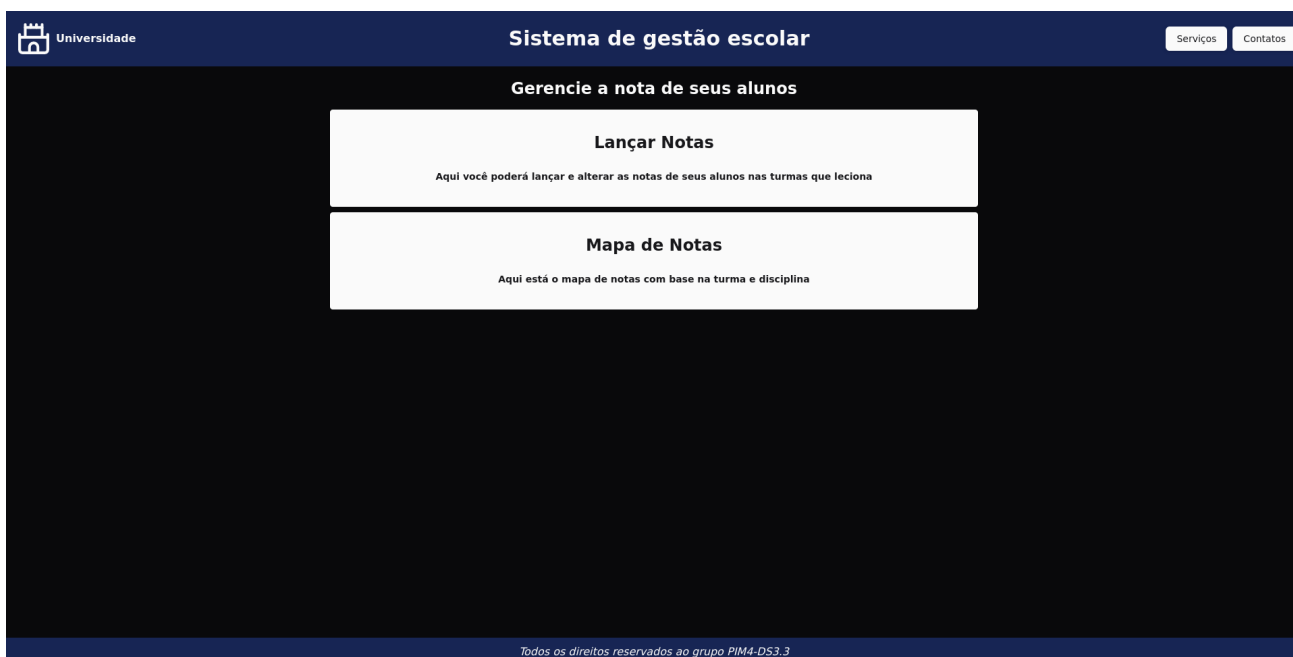 Universidade
Sistema de gestão escolar
Serviços
Contatos
Gerencie a nota de seus alunos
Lançar Notas
Aqui você poderá lançar e alterar as notas de seus alunos nas turmas que leciona
Mapa de Notas
Aqui está o mapa de notas com base na turma e disciplina
Todos os direitos reservados ao grupo PIM4-DS3.3